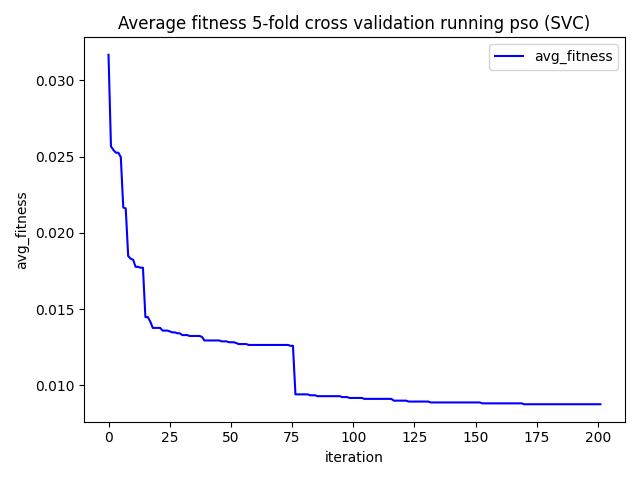 Average fitness 5-fold cross validation running pso (SVC)
avg_fitness
0.030
0.025
0.020
0.015
0.010
avg_fitness
0 25 50 75 100 125 150 175 200
iteration